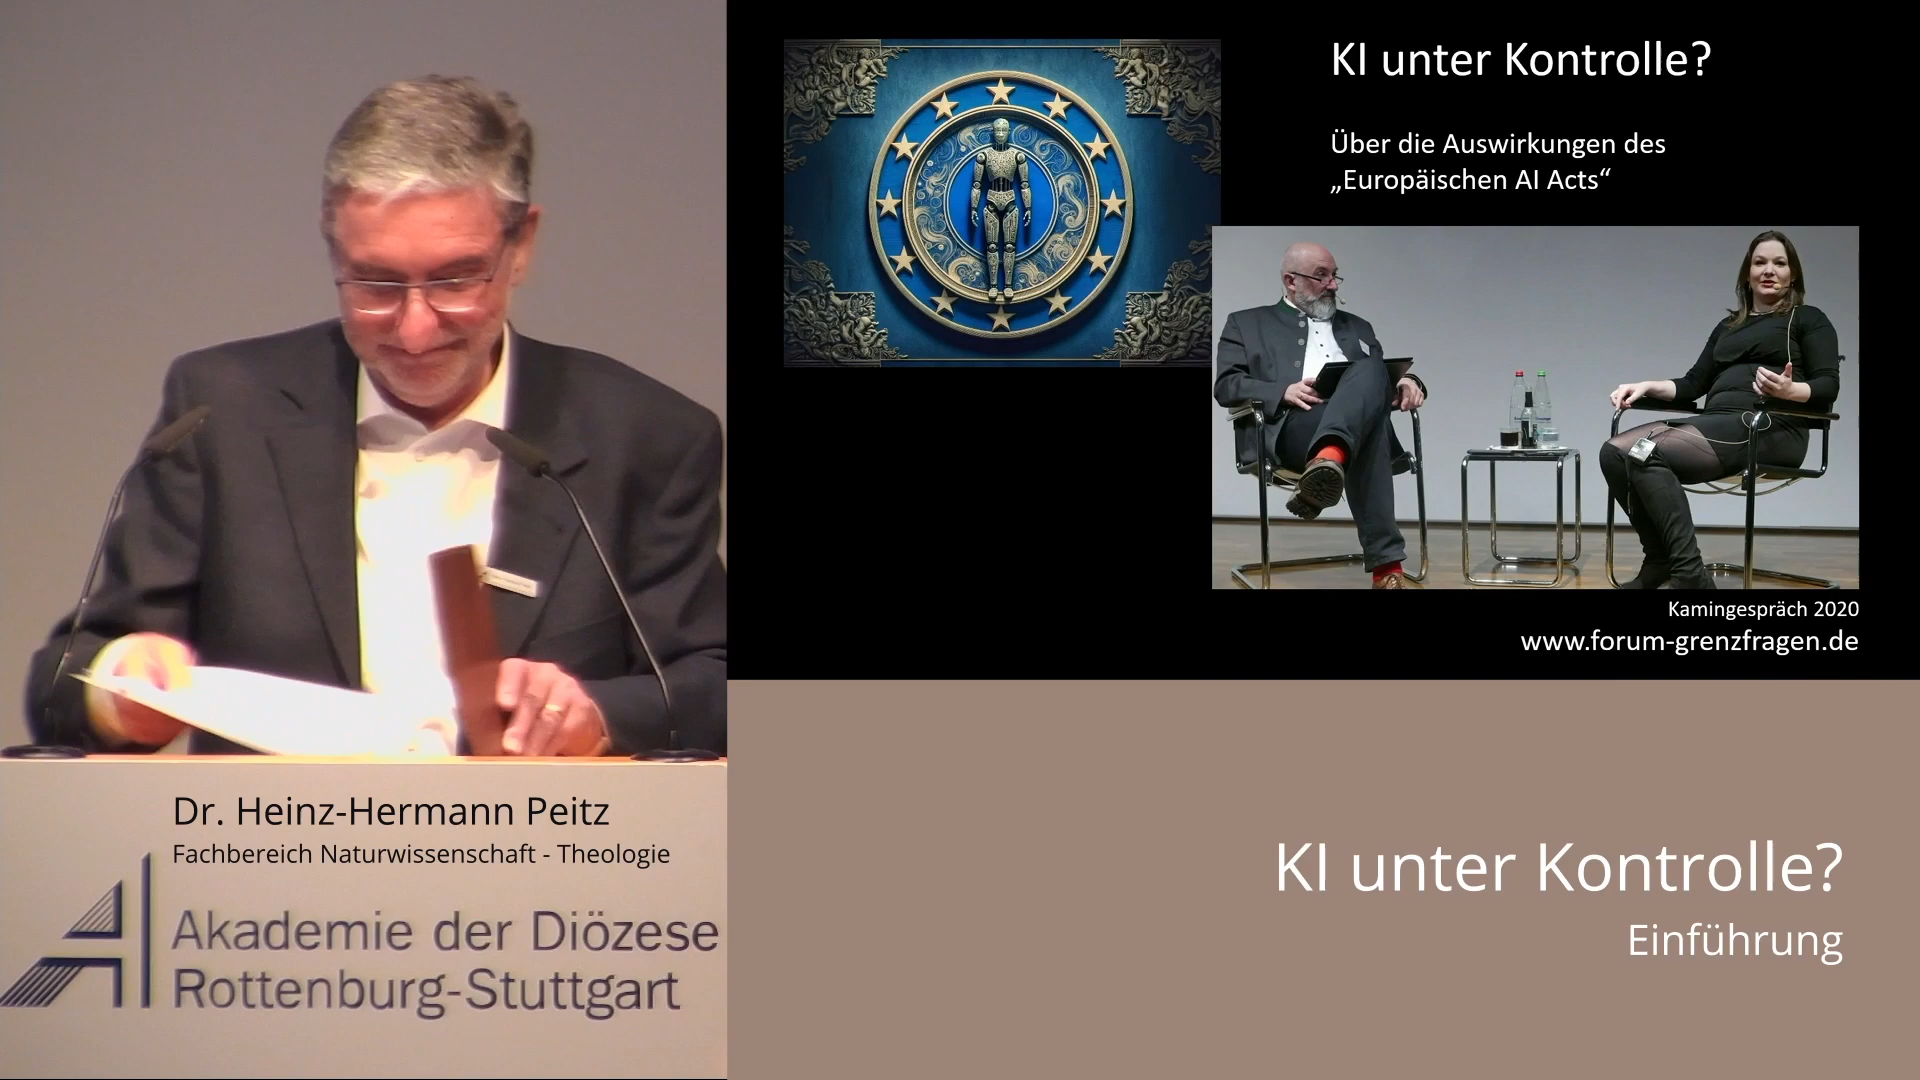 KI unter Kontrolle?
Über die Auswirkungen des
„Europäischen AI Acts“
Kamingespräch 2020
www.forum-grenzfragen.de
Dr. Heinz-Hermann Peitz
Fachbereich Naturwissenschaft - Theologie
Akademie der Diözese
Rottenburg-Stuttgart
KI unter Kontrolle?
Einführung